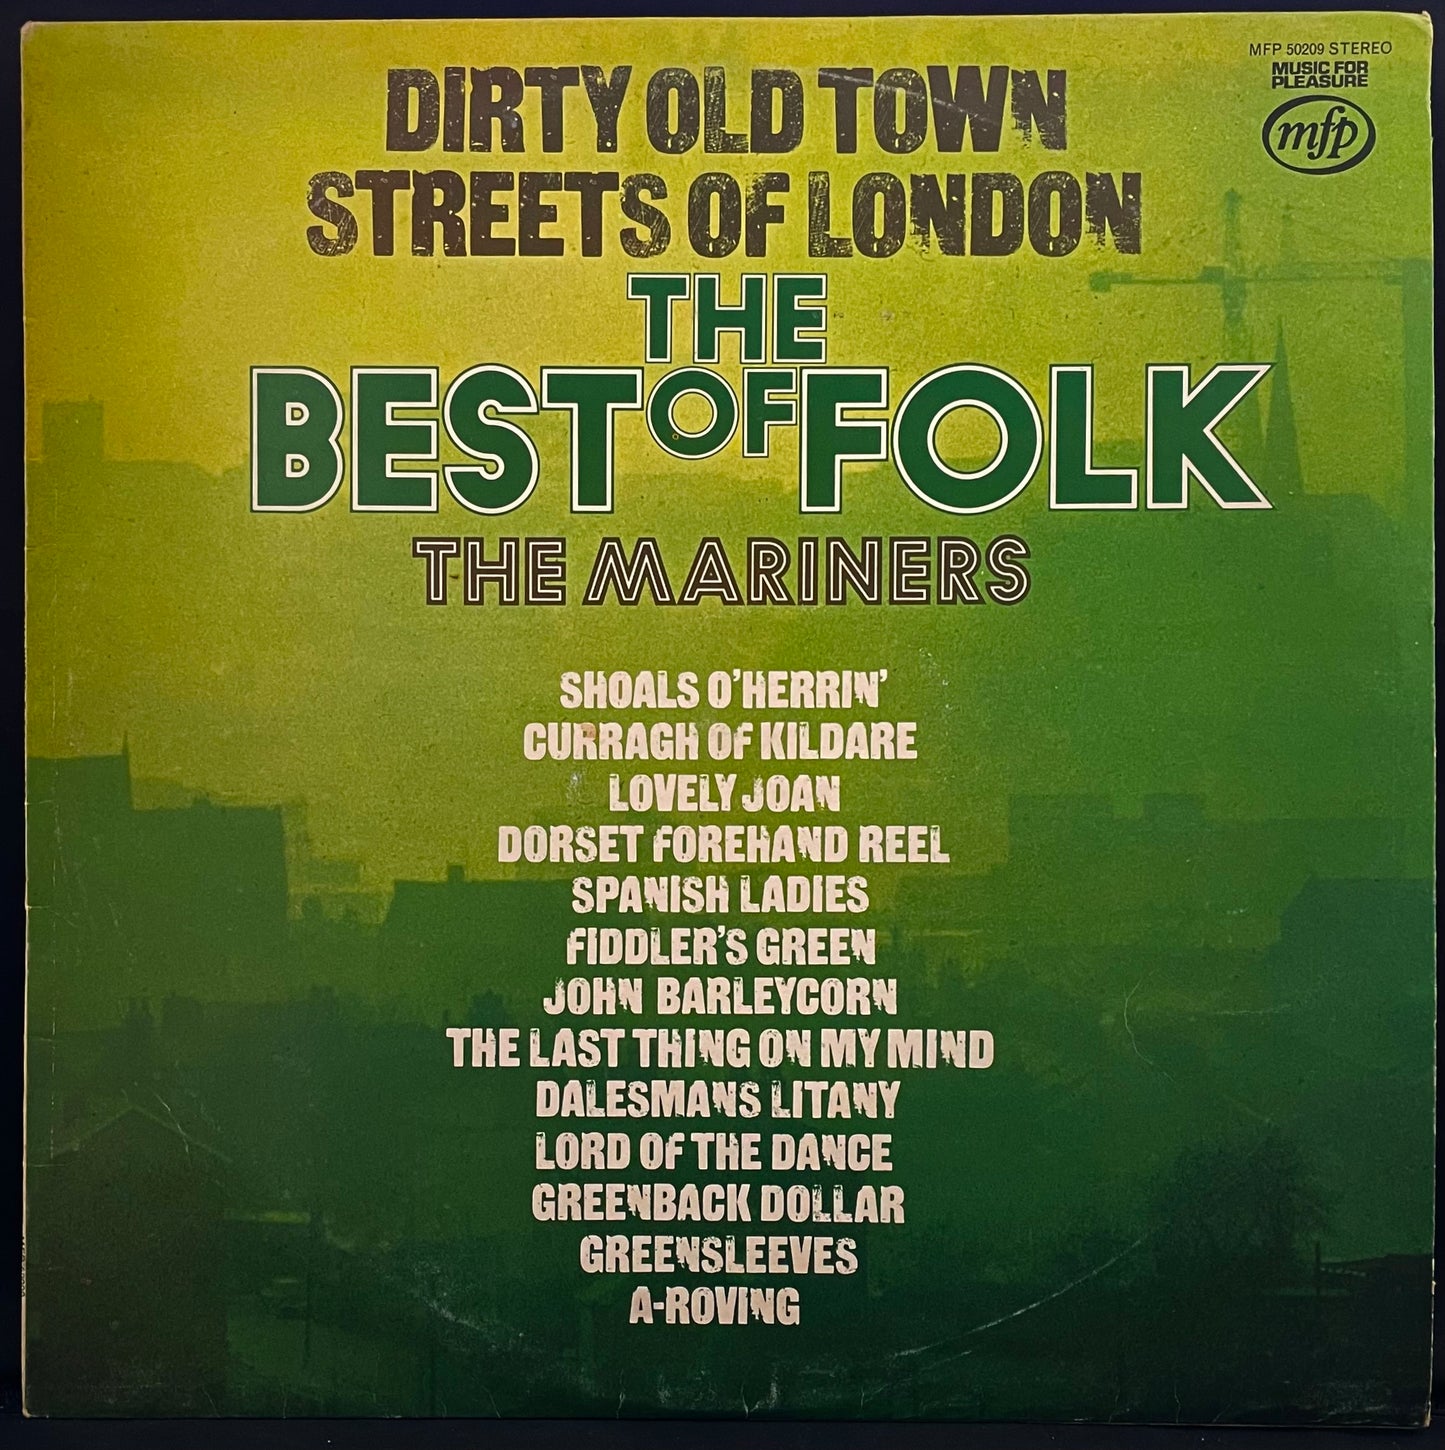 MFP 50209 STEREO
MUSIC FOR
PLEASURE
mfp
DIRTY OLD TOWN
STREETS OF LONDON
THE
BEST OF FOLK
THE MARINERS
SHOALS O'HERRIN'
CURRAGH OF KILDARE
LOVELY JOAN
DORSET FOREHAND REEL
SPANISH LADIES
FIDDLER'S GREEN
JOHN BARLEYCORN
THE LAST THING ON MY MIND
DALESMANS LITANY
LORD OF THE DANCE
GREENBACK DOLLAR
GREENSLEEVES
A-ROVING